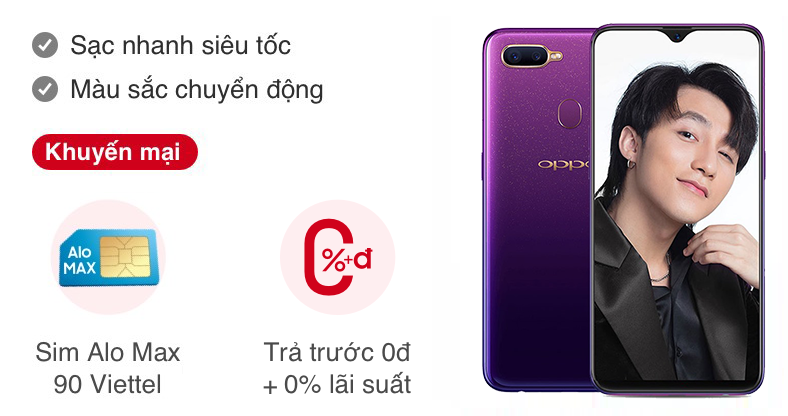 Sạc nhanh siêu tốc
Màu sắc chuyển động
Khuyến mại
oppo
Alo
MAX
0%+đ
Sim Alo Max
90 Viettel
Trả trước 0đ
+ 0% lãi suất